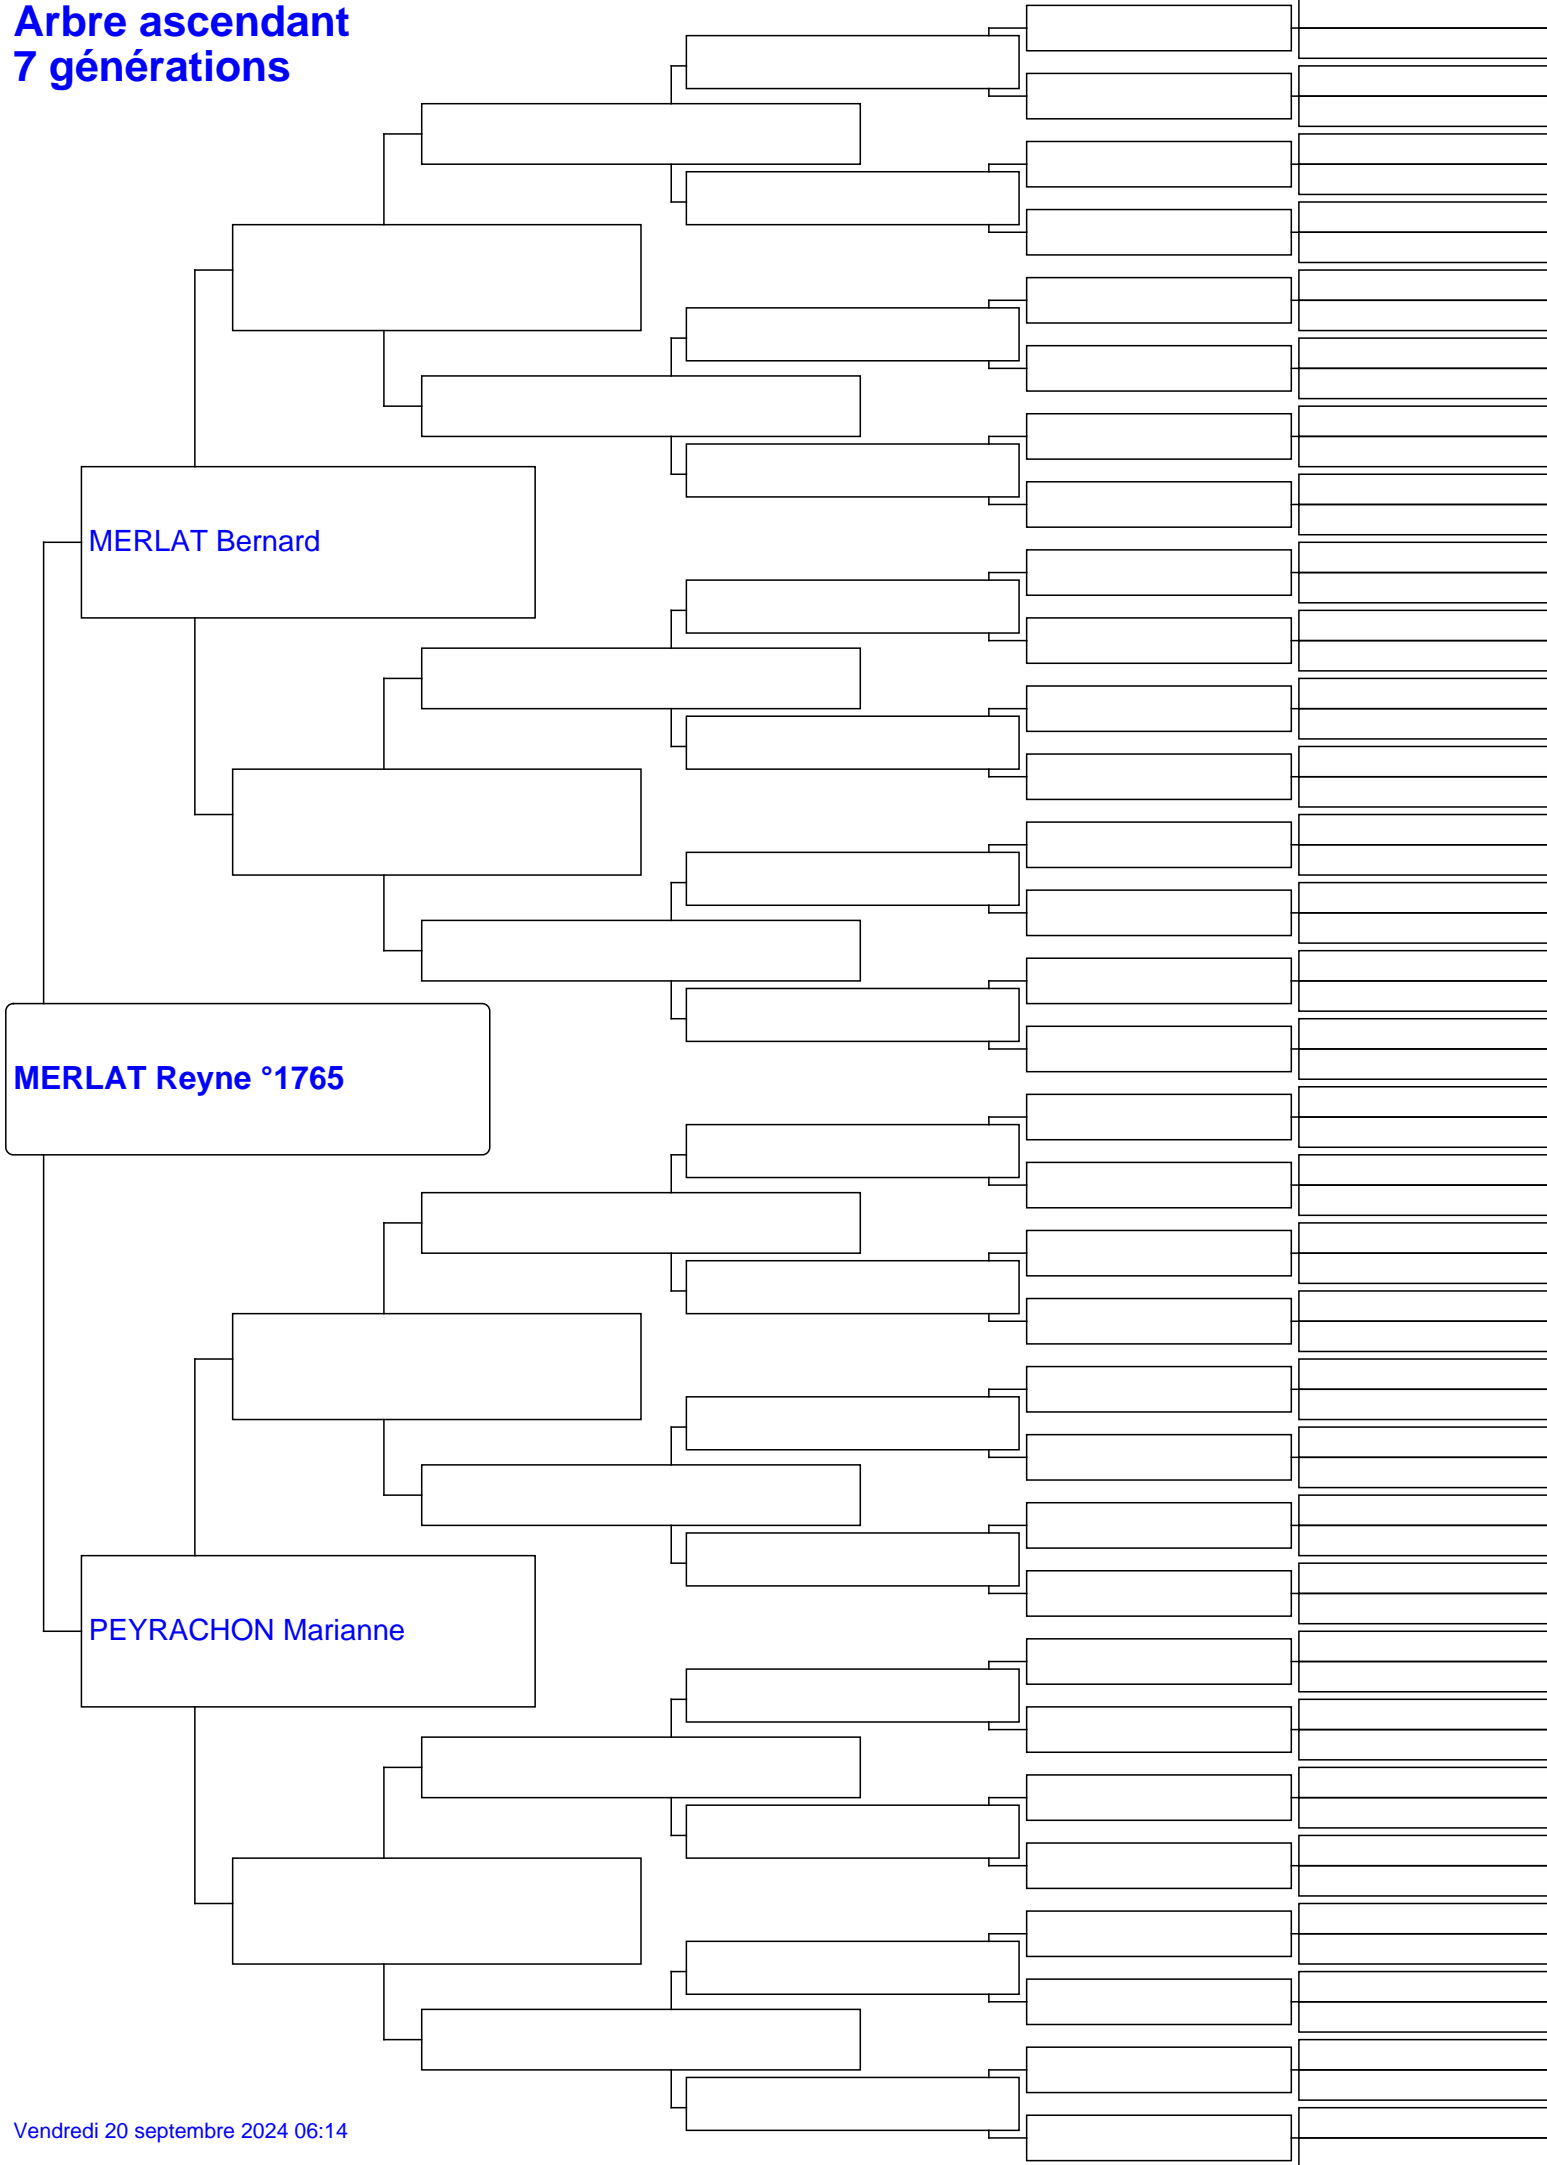 Arbre ascendant
7 générations
MERLAT Bernard
MERLAT Reyne °1765
PEYRACHON Marianne
Vendredi 20 septembre 2024 06:14